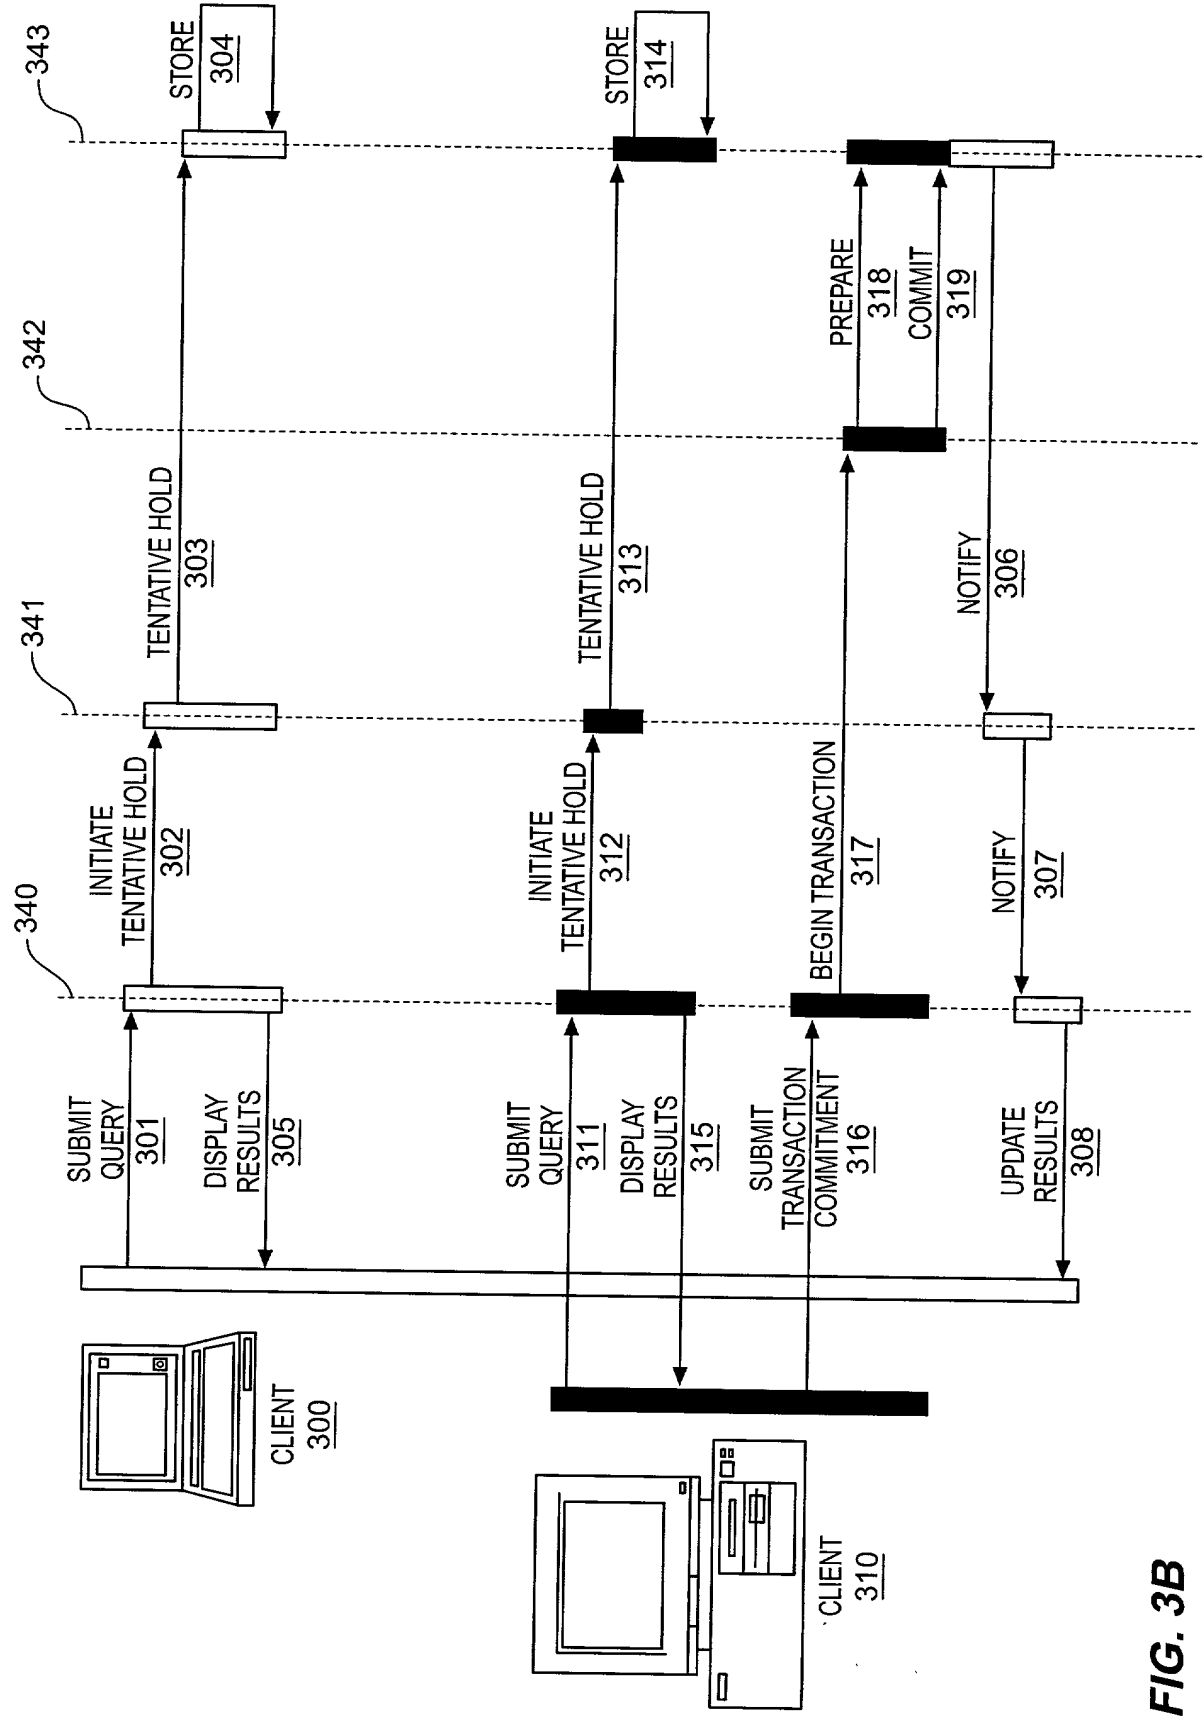 340
341
342
343
SUBMIT
QUERY
301
INITIATE
TENTATIVE HOLD
302
TENTATIVE HOLD
303
STORE
304
DISPLAY
RESULTS
305
CLIENT
300
SUBMIT
QUERY
311
INITIATE
TENTATIVE HOLD
312
TENTATIVE HOLD
313
STORE
314
DISPLAY
RESULTS
315
SUBMIT
TRANSACTION
COMMITMENT
316
BEGIN TRANSACTION
317
PREPARE
318
COMMIT
319
CLIENT
310
NOTIFY
306
NOTIFY
307
UPDATE
RESULTS
308
FIG. 3B